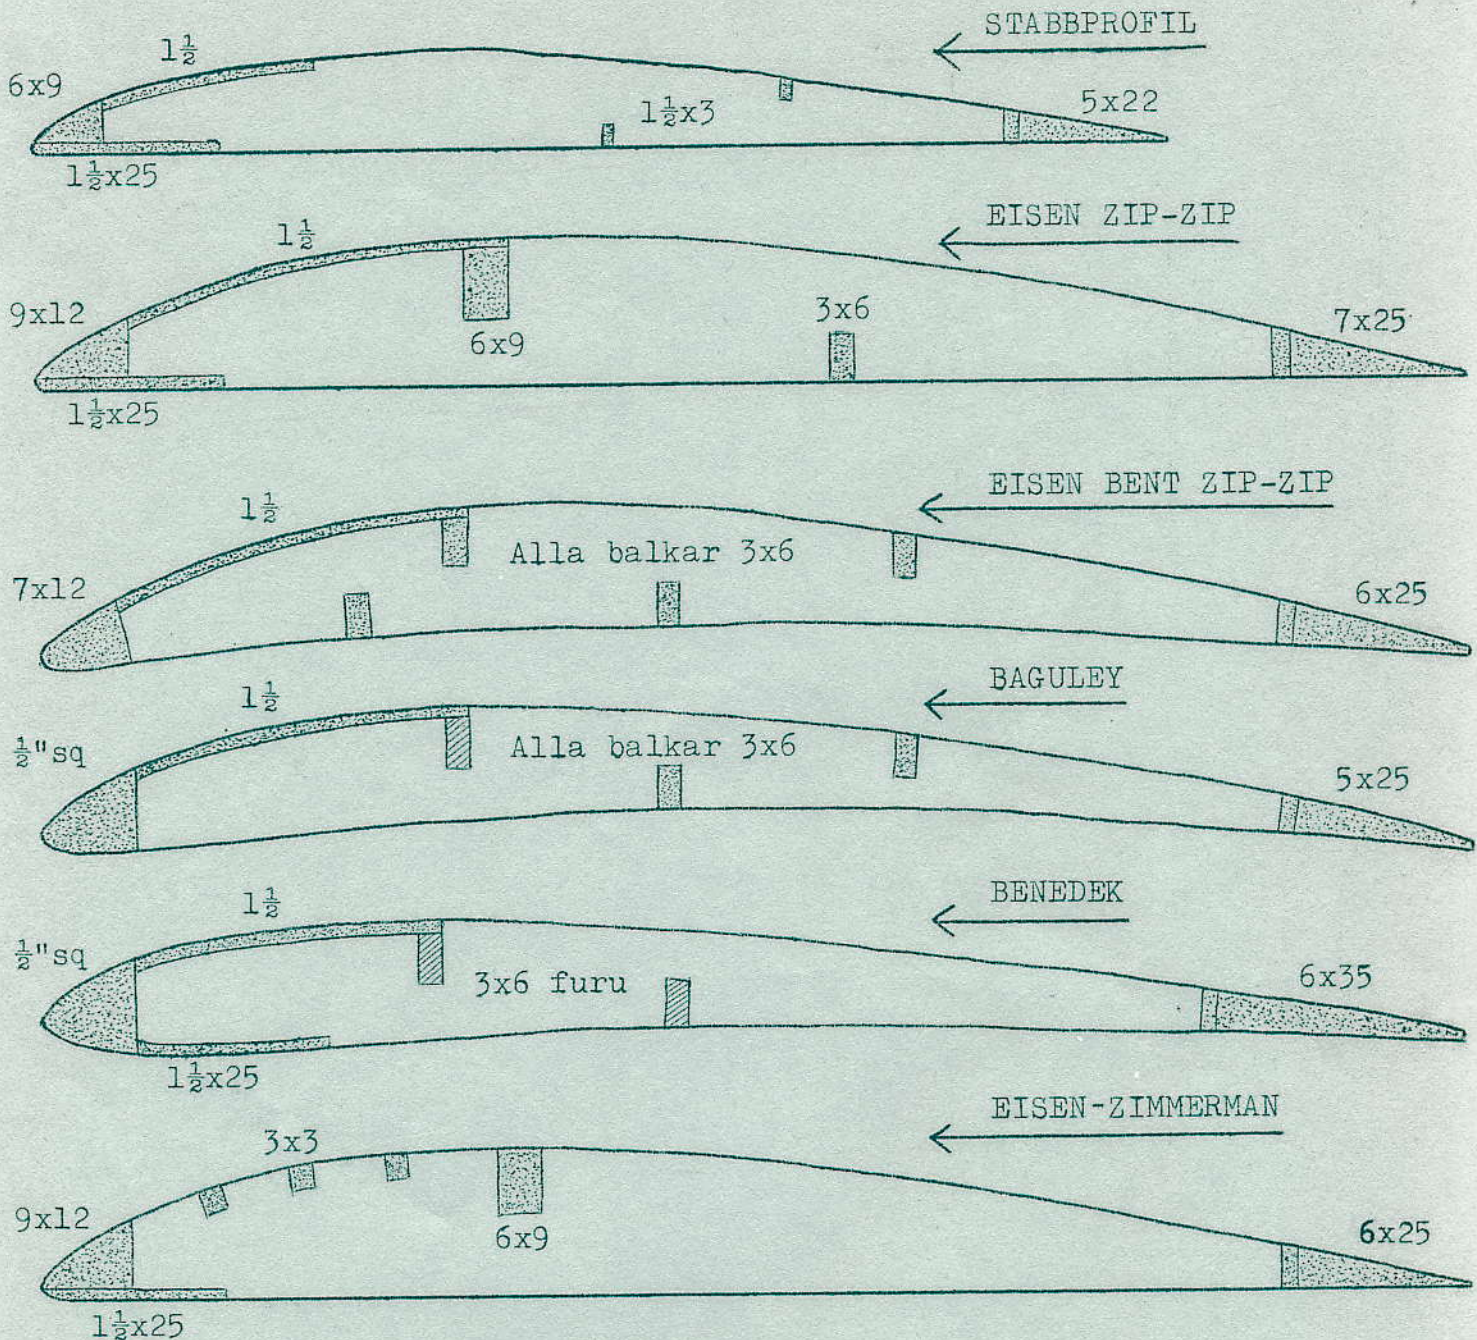 STABBPROFIL
1½
6x9
1½x3
5x22
1½x25
EISEN ZIP-ZIP
1½
9x12
6x9
3x6
7x25
1½x25
EISEN BENT ZIP-ZIP
1½
Alla balkar 3x6
7x12
6x25
BAGULEY
1½
½"sq
Alla balkar 3x6
5x25
BENEDEK
1½
½"sq
3x6 furu
6x35
1½x25
EISEN-ZIMMERMAN
3x3
9x12
6x9
6x25
1½x25